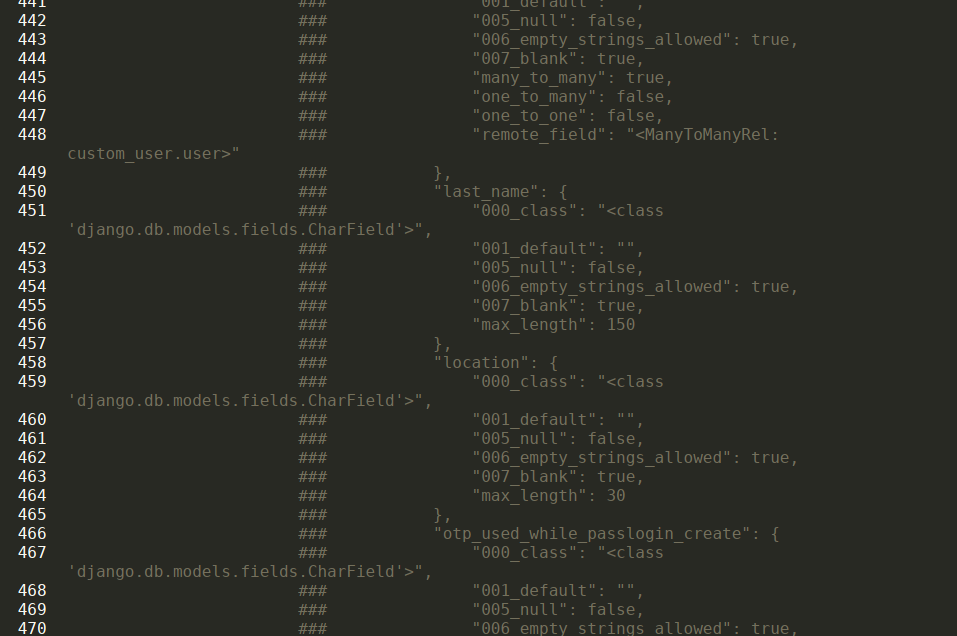 441 ### "001_default": "",
442 ### "005_null": false,
443 ### "006_empty_strings_allowed": true,
444 ### "007_blank": true,
445 ### "many_to_many": true,
446 ### "one_to_many": false,
447 ### "one_to_one": false,
448 ### "remote_field": "<ManyToManyRel:
custom_user.user>"
449 ### },
450 ### "last_name": {
451 ### "000_class": "<class
'django.db.models.fields.CharField'>",
452 ### "001_default": "",
453 ### "005_null": false,
454 ### "006_empty_strings_allowed": true,
455 ### "007_blank": true,
456 ### "max_length": 150
457 ### },
458 ### "location": {
459 ### "000_class": "<class
'django.db.models.fields.CharField'>",
460 ### "001_default": "",
461 ### "005_null": false,
462 ### "006_empty_strings_allowed": true,
463 ### "007_blank": true,
464 ### "max_length": 30
465 ### },
466 ### "otp_used_while_passlogin_create": {
467 ### "000_class": "<class
'django.db.models.fields.CharField'>",
468 ### "001_default": "",
469 ### "005_null": false,
470 ### "006_empty_strings_allowed": true,